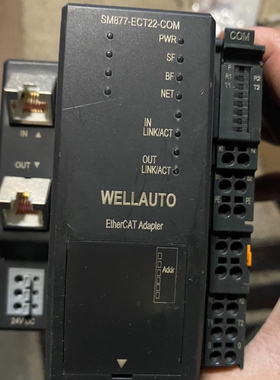 SM877-ECT22-COM
COM
PWR
SF
BF
NET
IN
LINK/ACT
OUT
LINK/ACT
IN ▲
OUT ▼
WELLAUTO
EtherCAT Adapter
Addr
24V DC